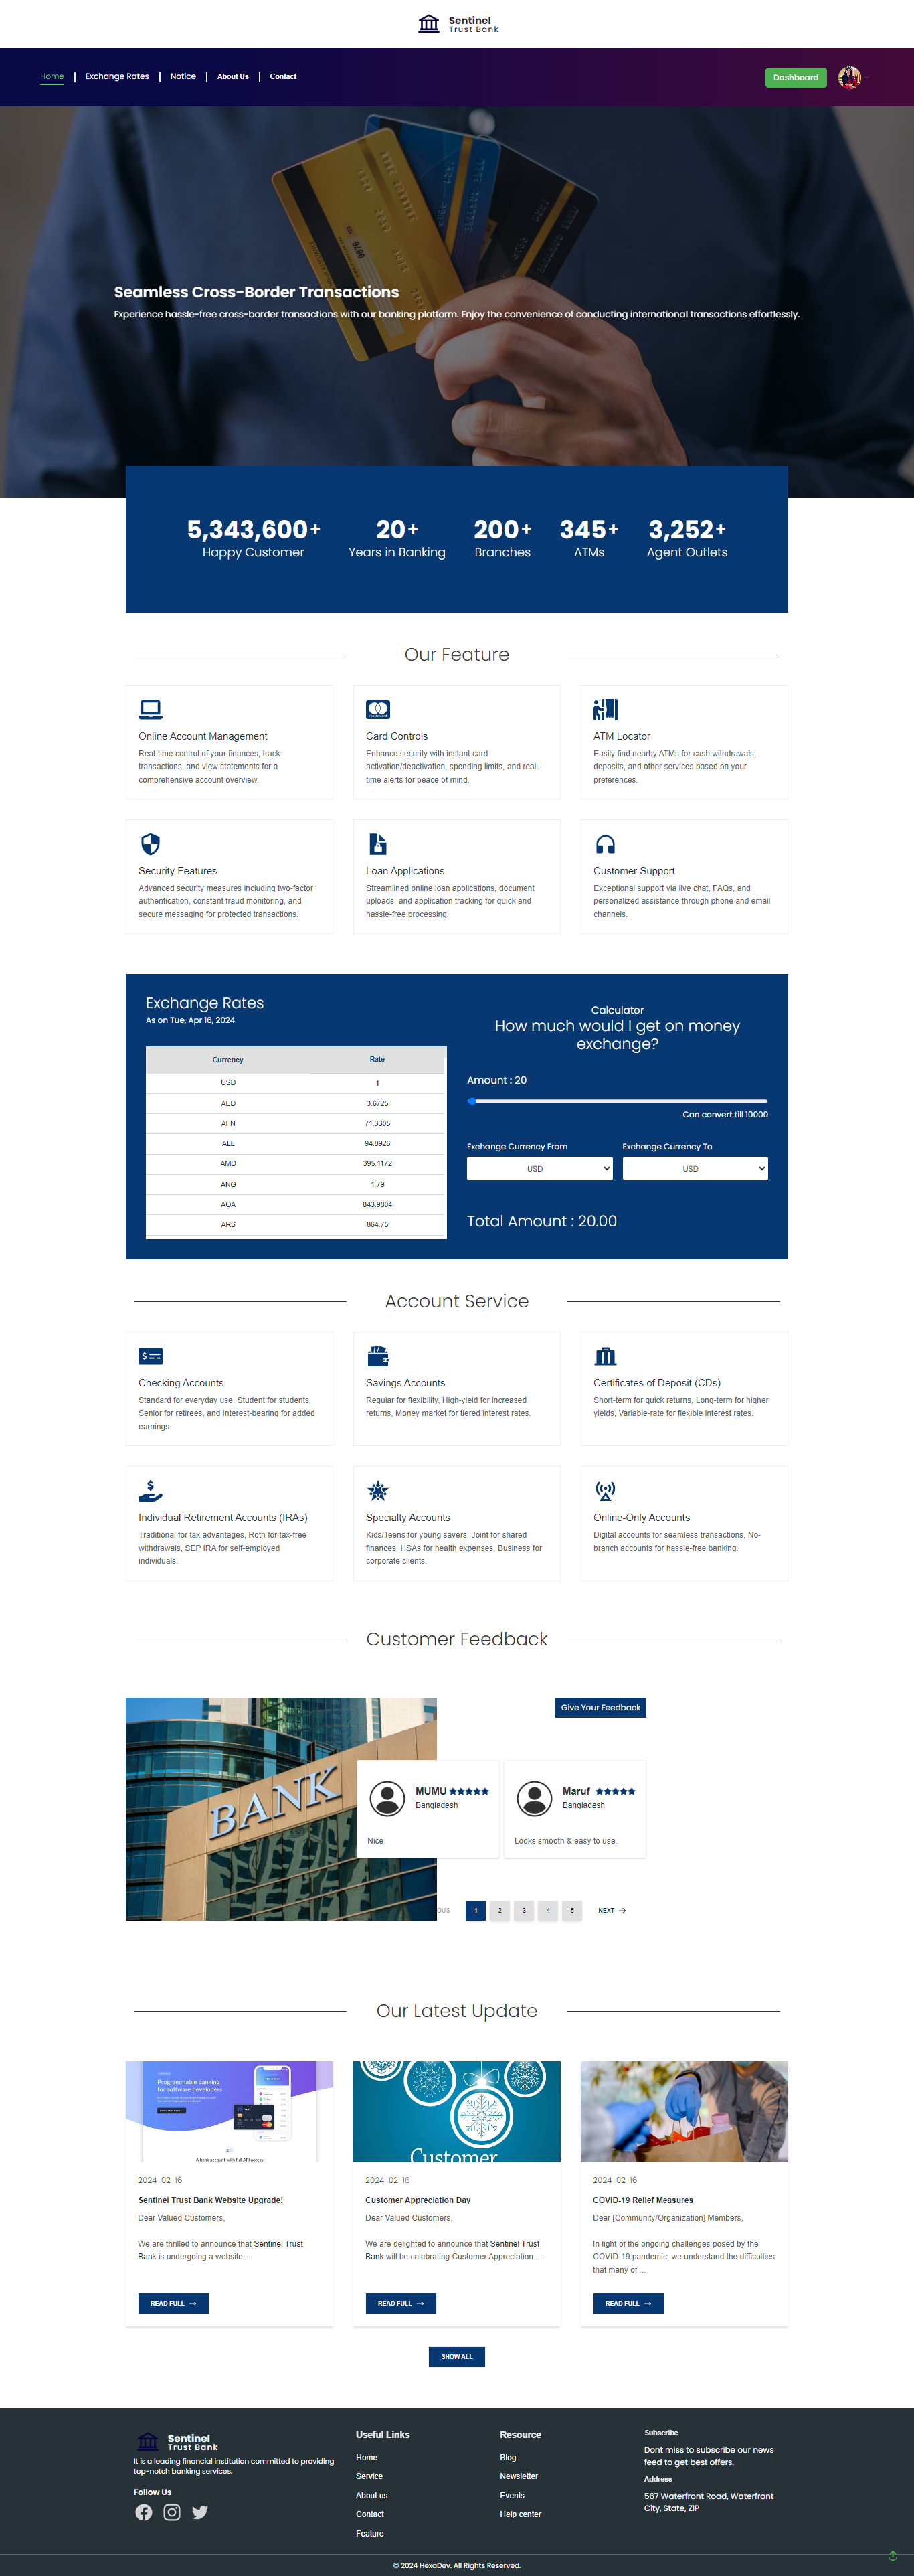 Sentinel
Trust Bank
Home
Exchange Rates
Notice
About Us
Contact
Dashboard
Seamless Cross-Border Transactions
Experience hassle-free cross-border transactions with our banking platform. Enjoy the convenience of conducting international transactions effortlessly.
5,343,600+
Happy Customer
20+
Years in Banking
200+
Branches
345+
ATMs
3,252+
Agent Outlets
Our Feature
Online Account Management
Real-time control of your finances, track
transactions, and view statements for a
comprehensive account overview.
Card Controls
Enhance security with instant card
activation/deactivation, spending limits, and real-
time alerts for peace of mind.
ATM Locator
Easily find nearby ATMs for cash withdrawals,
deposits, and other services based on your
preferences.
Security Features
Advanced security measures including two-factor
authentication, constant fraud monitoring, and
secure messaging for protected transactions.
Loan Applications
Streamlined online loan applications, document
uploads, and application tracking for quick and
hassle-free processing.
Customer Support
Exceptional support via live chat, FAQs, and
personalized assistance through phone and email
channels.
Exchange Rates
As on Tue, Apr 16, 2024
Currency Rate
USD 1
AED 3.6725
AFN 71.3305
ALL 94.8926
AMD 395.1172
ANG 1.79
AOA 843.9804
ARS 864.75
Calculator
How much would I get on money
exchange?
Amount : 20
Can convert till 10000
Exchange Currency From
USD
Exchange Currency To
USD
Total Amount : 20.00
Account Service
Checking Accounts
Standard for everyday use, Student for students,
Senior for retirees, and Interest-bearing for added
earnings.
Savings Accounts
Regular for flexibility, High-yield for increased
returns, Money market for tiered interest rates.
Certificates of Deposit (CDs)
Short-term for quick returns, Long-term for higher
yields, Variable-rate for flexible interest rates.
Individual Retirement Accounts (IRAs)
Traditional for tax advantages, Roth for tax-free
withdrawals, SEP IRA for self-employed
individuals.
Specialty Accounts
Kids/Teens for young savers, Joint for shared
finances, HSAs for health expenses, Business for
corporate clients.
Online-Only Accounts
Digital accounts for seamless transactions, No-
branch accounts for hassle-free banking.
Customer Feedback
BANK
Give Your Feedback
MUMU
Bangladesh
Nice
Maruf
Bangladesh
Looks smooth & easy to use.
OUS
1
2
3
4
5
NEXT
Our Latest Update
Programmable banking
for software developers
A bank account with full API access
2024-02-16
Sentinel Trust Bank Website Upgrade!
Dear Valued Customers,
We are thrilled to announce that Sentinel Trust
Bank is undergoing a website ...
READ FULL
Customer
2024-02-16
Customer Appreciation Day
Dear Valued Customers,
We are delighted to announce that Sentinel Trust
Bank will be celebrating Customer Appreciation ...
READ FULL
2024-02-16
COVID-19 Relief Measures
Dear [Community/Organization] Members,
In light of the ongoing challenges posed by the
COVID-19 pandemic, we understand the difficulties
that many of ...
READ FULL
SHOW ALL
Sentinel
Trust Bank
It is a leading financial institution committed to providing
top-notch banking services.
Follow Us
Useful Links
Home
Service
About us
Contact
Feature
Resource
Blog
Newsletter
Events
Help center
Subscribe
Dont miss to subscribe our news
feed to get best offers.
Address
567 Waterfront Road, Waterfront
City, State, ZIP
© 2024 HexaDev. All Rights Reserved.